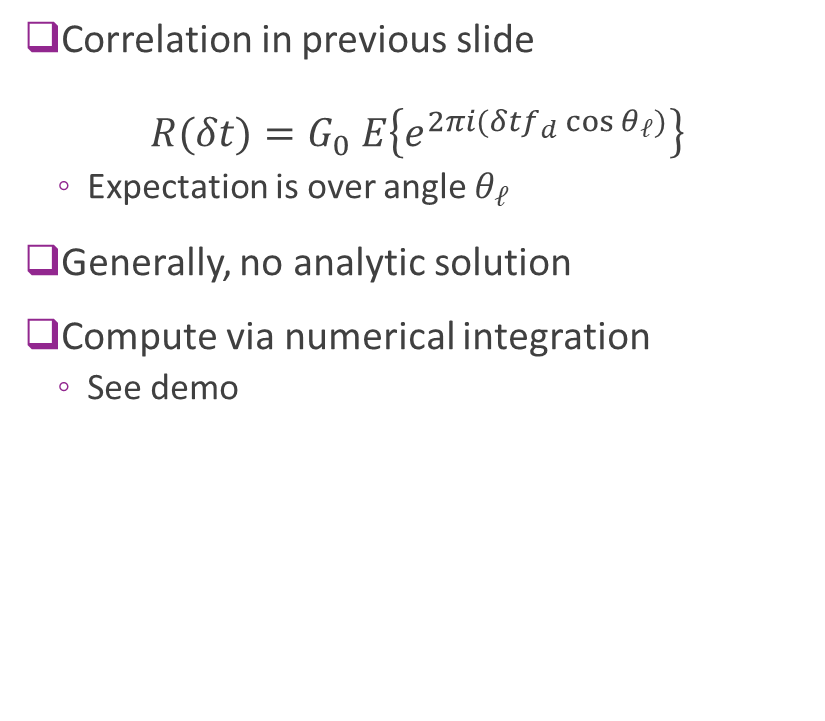 ❑Correlation in previous slide
R(δt) = G₀ E{e^{2πi(δtf_d cos θ_ℓ)}}
◦ Expectation is over angle θ_ℓ
❑Generally, no analytic solution
❑Compute via numerical integration
◦ See demo